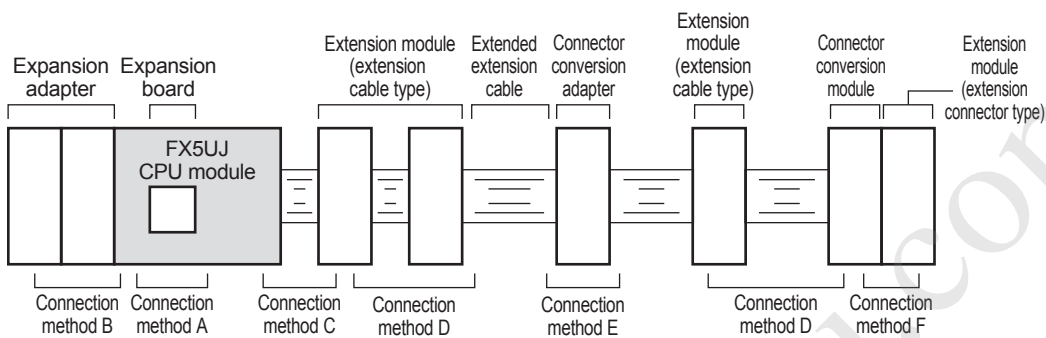 Expansion
adapter
Expansion
board
Extension module
(extension
cable type)
Extended
extension
cable
Connector
conversion
adapter
Extension
module
(extension
cable type)
Connector
conversion
module
Extension
module
(extension
connector type)
FX5UJ
CPU module
Connection
method B
Connection
method A
Connection
method C
Connection
method D
Connection
method E
Connection
method D
Connection
method F